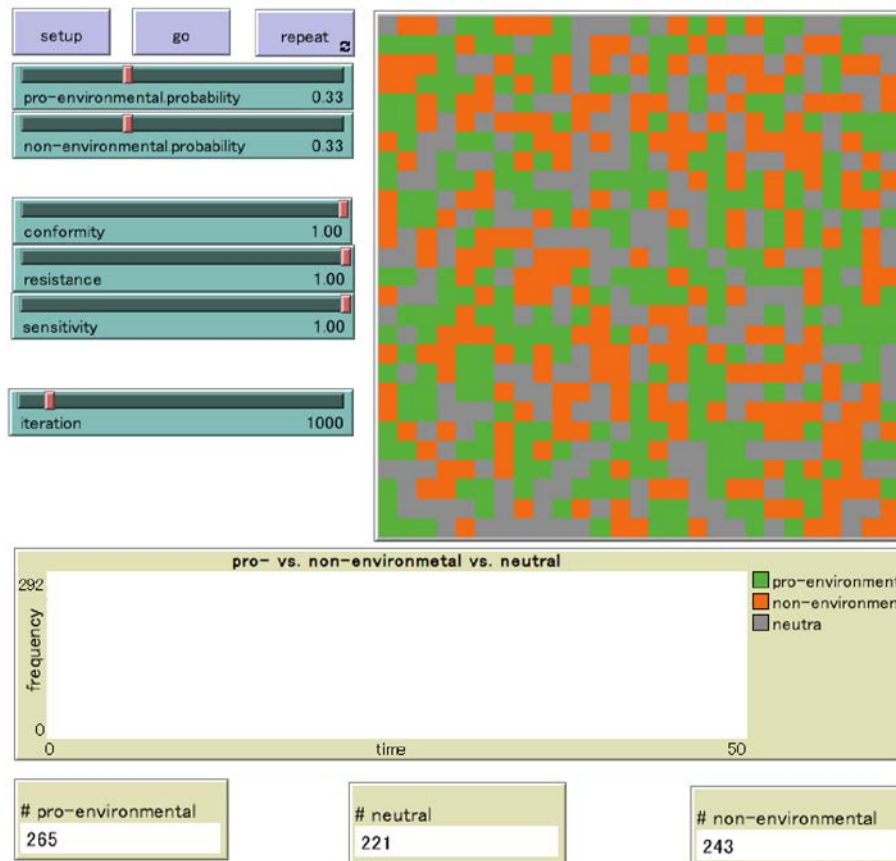 setup
go
repeat
pro-environmental.probability 0.33
non-environmental.probability 0.33
conformity 1.00
resistance 1.00
sensitivity 1.00
iteration 1000
pro- vs. non-environmetal vs. neutral
292
frequency
0
0
time
50
pro-environment
non-environmen
neutra
# pro-environmental
265
# neutral
221
# non-environmental
243